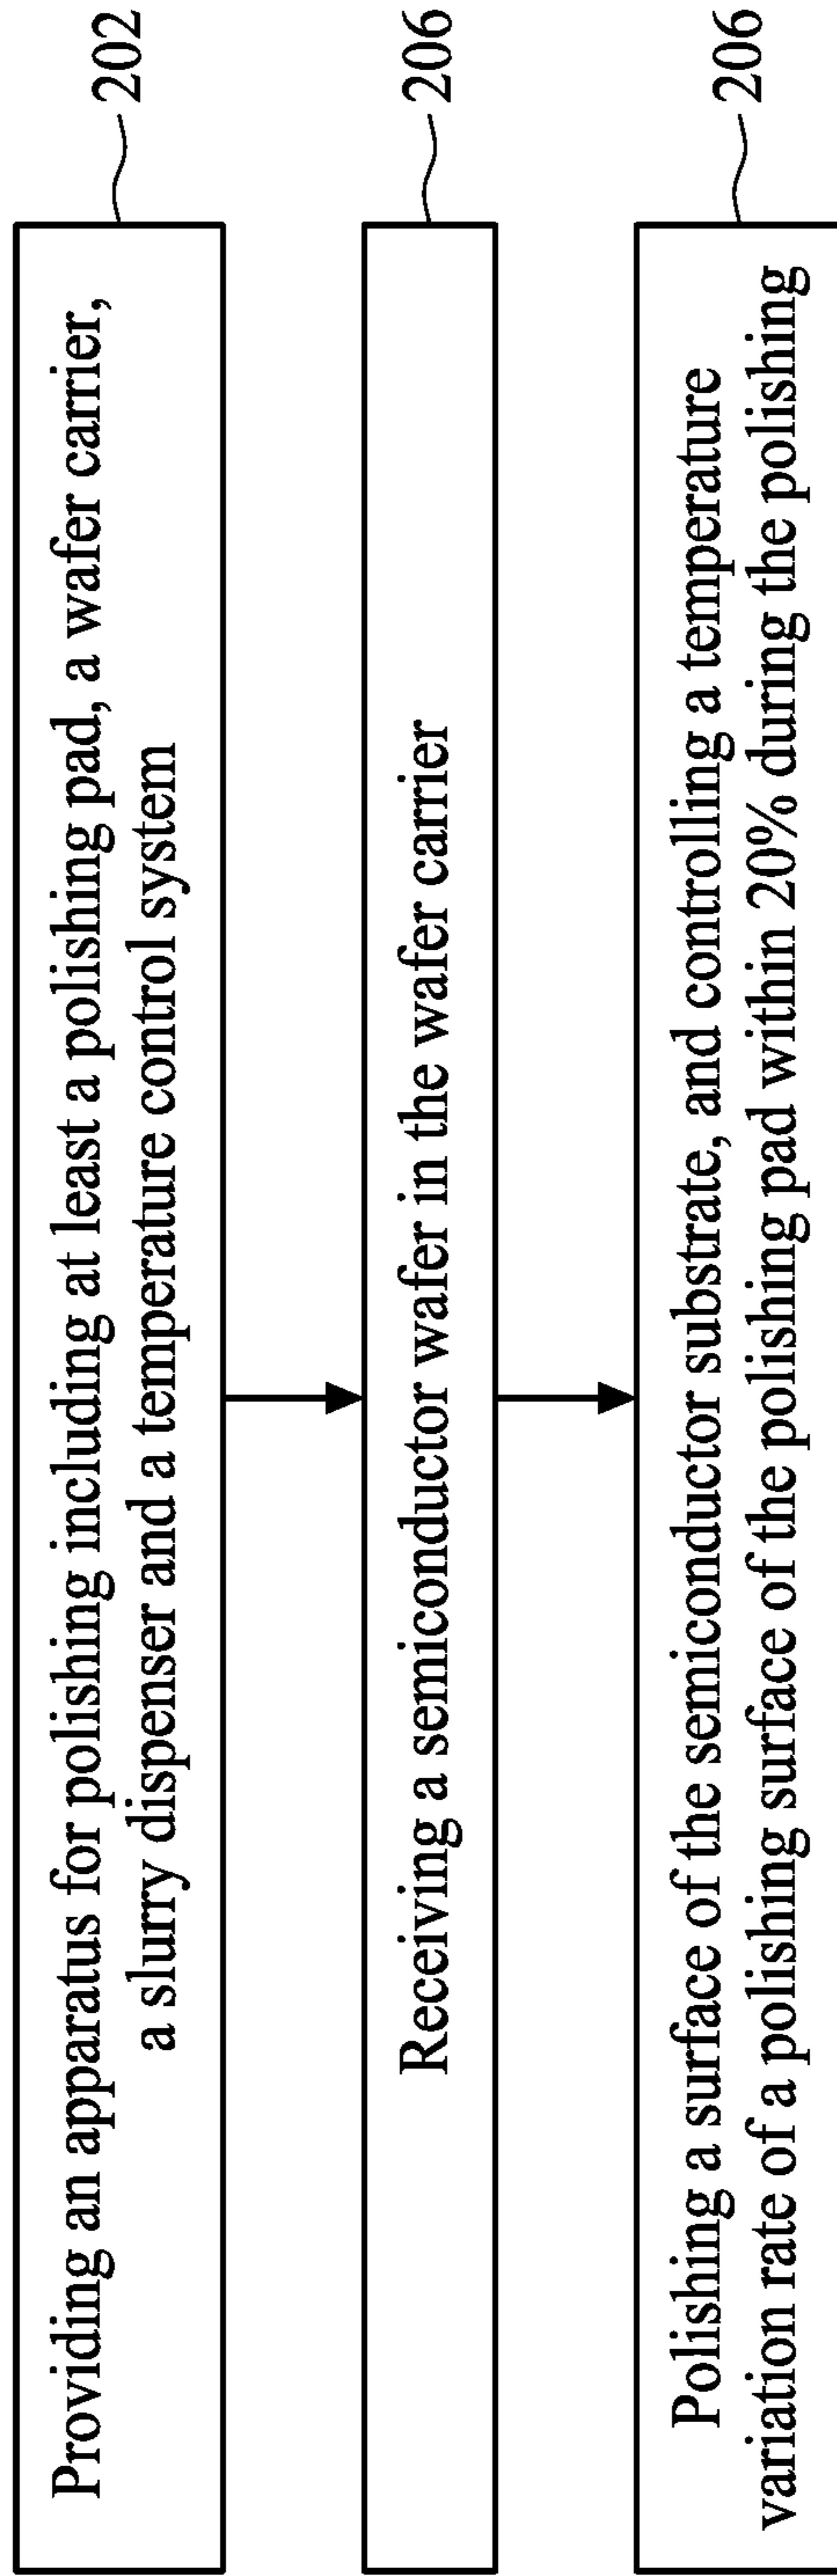 Providing an apparatus for polishing including at least a polishing pad, a wafer carrier,
a slurry dispenser and a temperature control system
202
Receiving a semiconductor wafer in the wafer carrier
206
Polishing a surface of the semiconductor substrate, and controlling a temperature
variation rate of a polishing surface of the polishing pad within 20% during the polishing
206